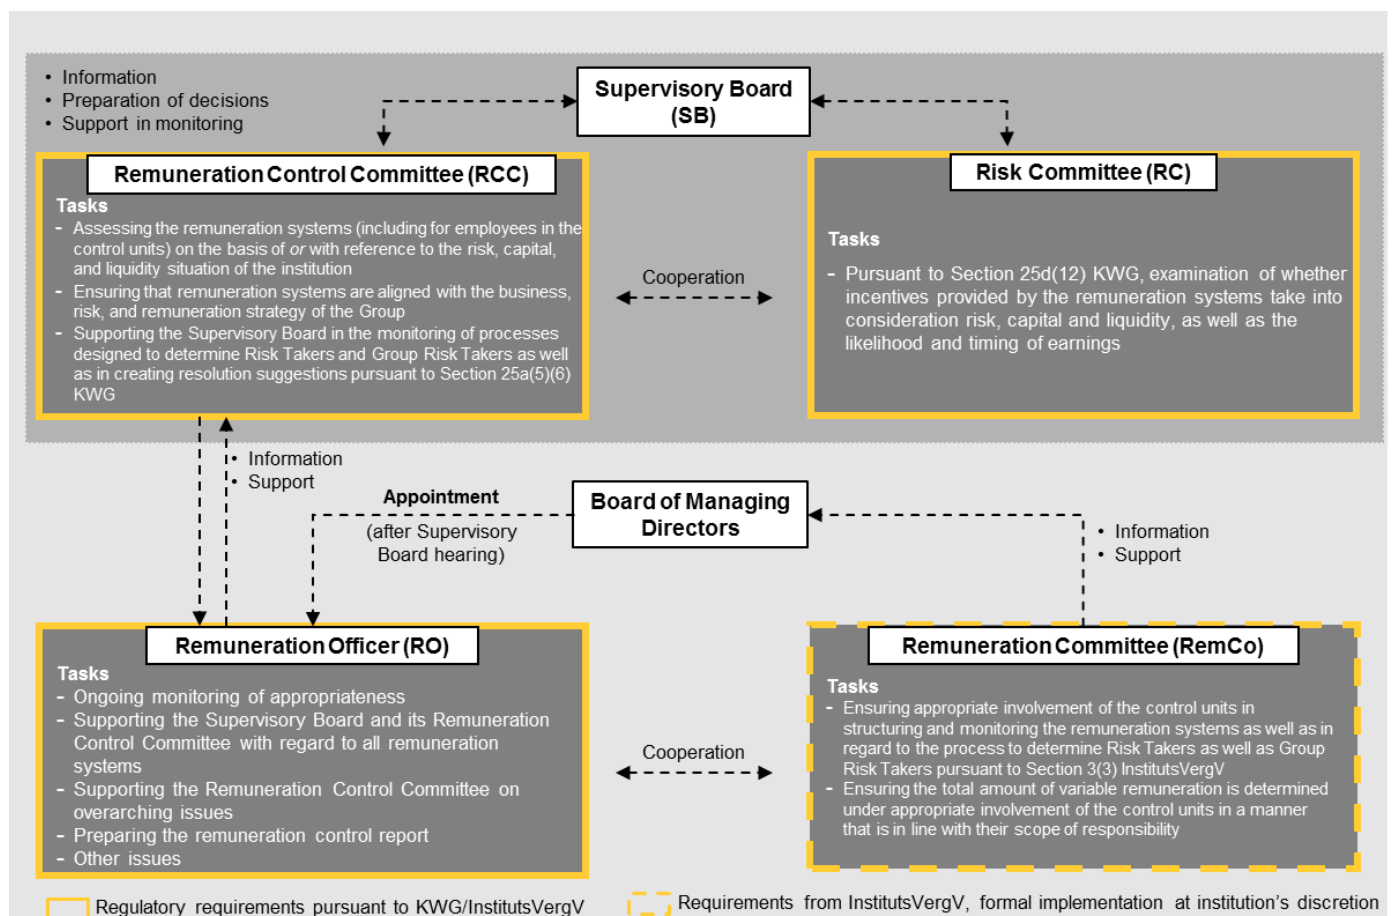 • Information
• Preparation of decisions
• Support in monitoring
Supervisory Board
(SB)
Remuneration Control Committee (RCC)
Tasks
- Assessing the remuneration systems (including for employees in the
control units) on the basis of or with reference to the risk, capital,
and liquidity situation of the institution
- Ensuring that remuneration systems are aligned with the business,
risk, and remuneration strategy of the Group
- Supporting the Supervisory Board in the monitoring of processes
designed to determine Risk Takers and Group Risk Takers as well
as in creating resolution suggestions pursuant to Section 25a(5)(6)
KWG
Cooperation
Risk Committee (RC)
Tasks
- Pursuant to Section 25d(12) KWG, examination of whether
incentives provided by the remuneration systems take into
consideration risk, capital and liquidity, as well as the
likelihood and timing of earnings
• Information
• Support
Appointment
(after Supervisory
Board hearing)
Board of Managing
Directors
• Information
• Support
Remuneration Officer (RO)
Tasks
- Ongoing monitoring of appropriateness
- Supporting the Supervisory Board and its Remuneration
Control Committee with regard to all remuneration
systems
- Supporting the Remuneration Control Committee on
overarching issues
- Preparing the remuneration control report
- Other issues
Cooperation
Remuneration Committee (RemCo)
Tasks
- Ensuring appropriate involvement of the control units in
structuring and monitoring the remuneration systems as well as in
regard to the process to determine Risk Takers as well as Group
Risk Takers pursuant to Section 3(3) InstitutsVergV
- Ensuring the total amount of variable remuneration is determined
under appropriate involvement of the control units in a manner
that is in line with their scope of responsibility
Regulatory requirements pursuant to KWG/InstitutsVergV
Requirements from InstitutsVergV, formal implementation at institution's discretion